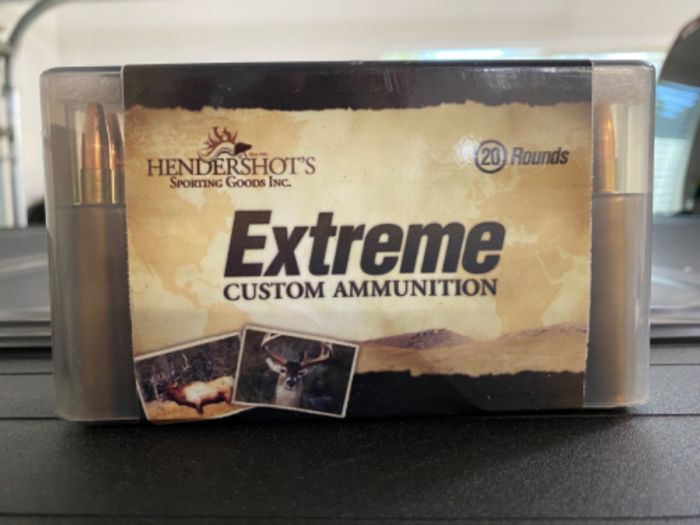 HENDERSHOT'S
SPORTING GOODS INC.
20 Rounds
Extreme
CUSTOM AMMUNITION